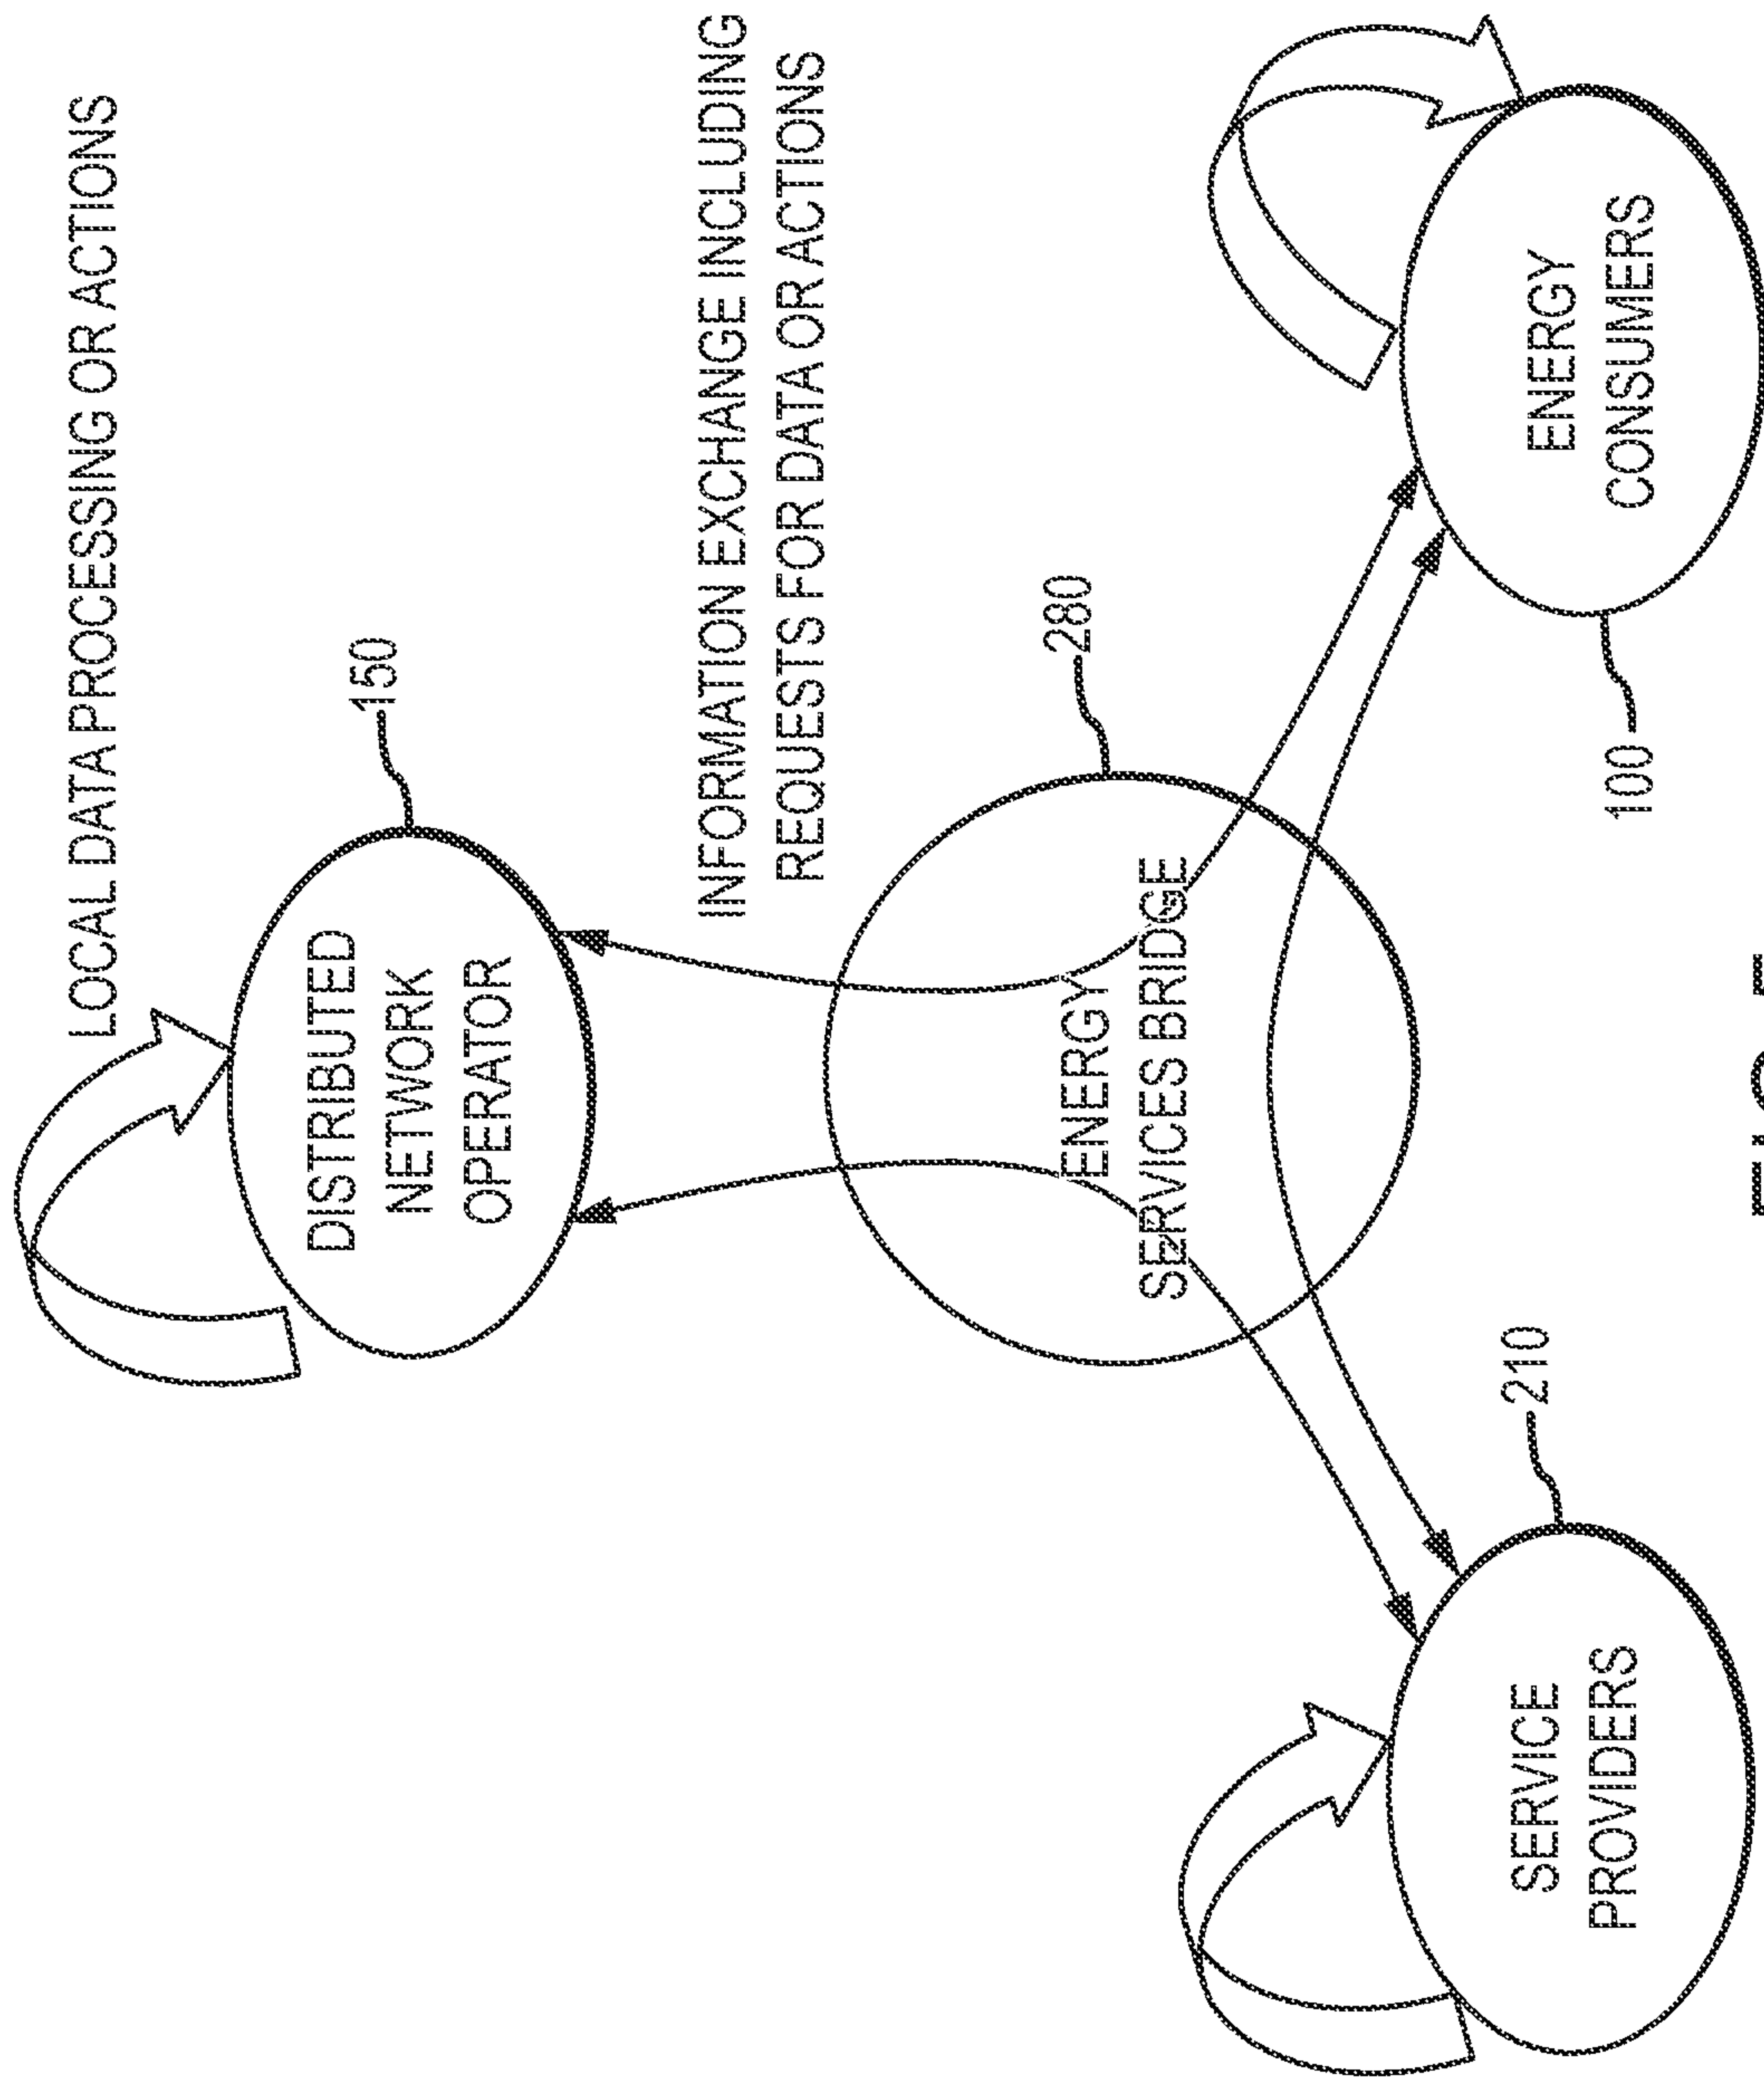 LOCAL DATA PROCESSING OR ACTIONS
150
DISTRIBUTED
NETWORK
OPERATOR
INFORMATION EXCHANGE INCLUDING
REQUESTS FOR DATA OR ACTIONS
280
ENERGY
SERVICES BRIDGE
210
SERVICE
PROVIDERS
ENERGY
CONSUMERS
100